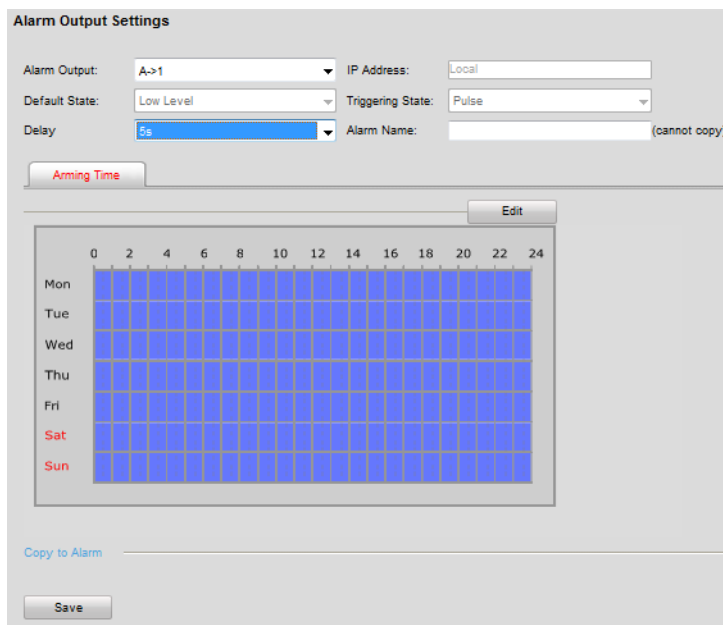 Alarm Output Settings
Alarm Output: A->1 IP Address: Local
Default State: Low Level Triggering State: Pulse
Delay 5s Alarm Name: (cannot copy
Arming Time
Edit
0 2 4 6 8 10 12 14 16 18 20 22 24
Mon
Tue
Wed
Thu
Fri
Sat
Sun
Copy to Alarm
Save